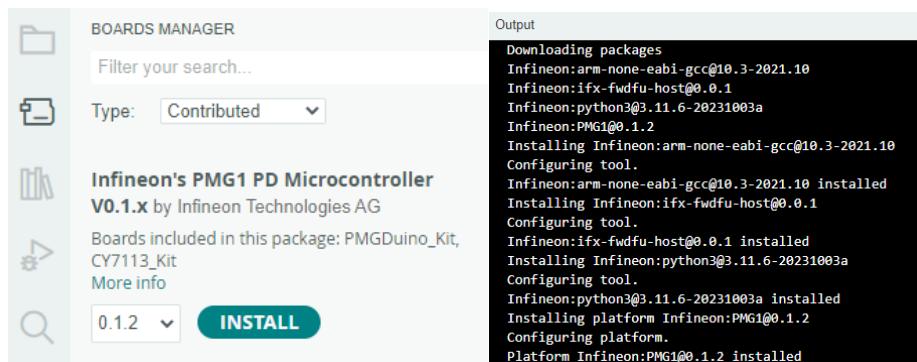 BOARDS MANAGER
Filter your search...
Type: Contributed
Infineon's PMG1 PD Microcontroller
V0.1.x by Infineon Technologies AG
Boards included in this package: PMGDuino_Kit,
CY7113_Kit
More info
0.1.2 INSTALL
Output
Downloading packages
Infineon:arm-none-eabi-gcc@10.3-2021.10
Infineon:ifx-fwdfu-host@0.0.1
Infineon:python3@3.11.6-20231003a
Infineon:PMG1@0.1.2
Installing Infineon:arm-none-eabi-gcc@10.3-2021.10
Configuring tool.
Infineon:arm-none-eabi-gcc@10.3-2021.10 installed
Installing Infineon:ifx-fwdfu-host@0.0.1
Configuring tool.
Infineon:ifx-fwdfu-host@0.0.1 installed
Installing Infineon:python3@3.11.6-20231003a
Configuring tool.
Infineon:python3@3.11.6-20231003a installed
Installing platform Infineon:PMG1@0.1.2
Configuring platform.
Platform Infineon:PMG1@0.1.2 installed